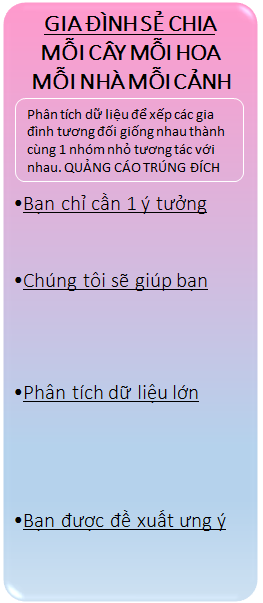 GIA ĐÌNH SẺ CHIA
MỖI CÂY MỖI HOA
MỖI NHÀ MỖI CẢNH
Phân tích dữ liệu để xếp các gia
đình tương đối giống nhau thành
cùng 1 nhóm nhỏ tương tác với
nhau. QUẢNG CÁO TRÚNG ĐÍCH
•Bạn chỉ cần 1 ý tưởng
•Chúng tôi sẽ giúp bạn
•Phân tích dữ liệu lớn
•Bạn được đề xuất ưng ý